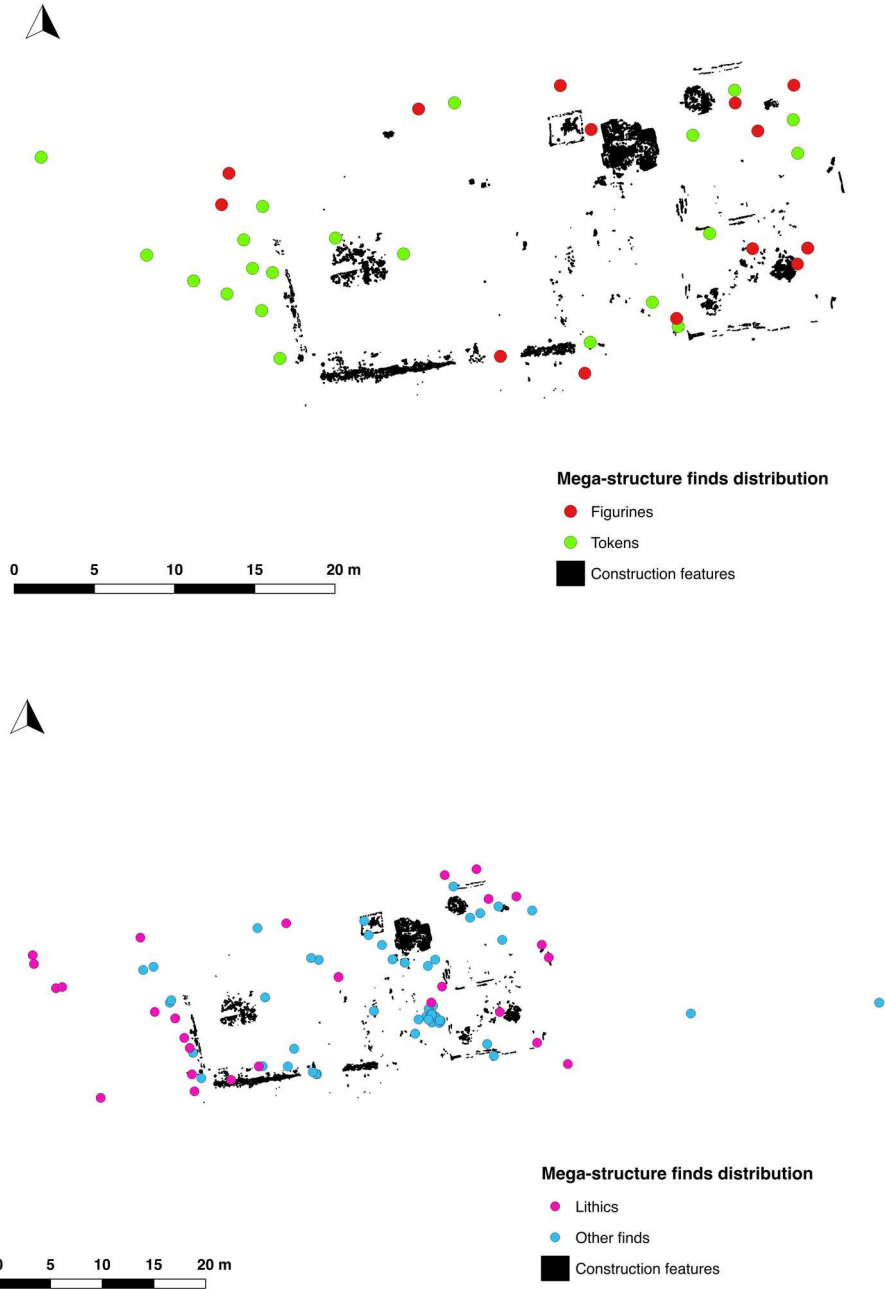 Mega-structure finds distribution
Figurines
Tokens
Construction features
0 5 10 15 20 m
Mega-structure finds distribution
Lithics
Other finds
Construction features
0 5 10 15 20 m